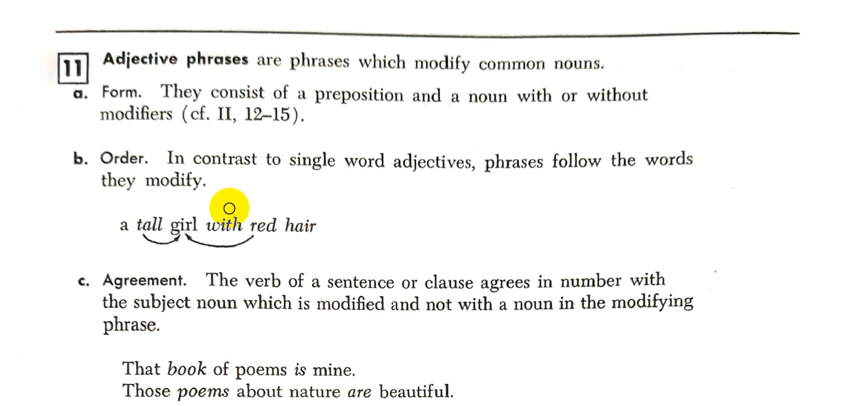 11 Adjective phrases are phrases which modify common nouns.
a. Form. They consist of a preposition and a noun with or without
modifiers (cf. II, 12–15).
b. Order. In contrast to single word adjectives, phrases follow the words
they modify.
a tall girl with red hair
c. Agreement. The verb of a sentence or clause agrees in number with
the subject noun which is modified and not with a noun in the modifying
phrase.
That book of poems is mine.
Those poems about nature are beautiful.